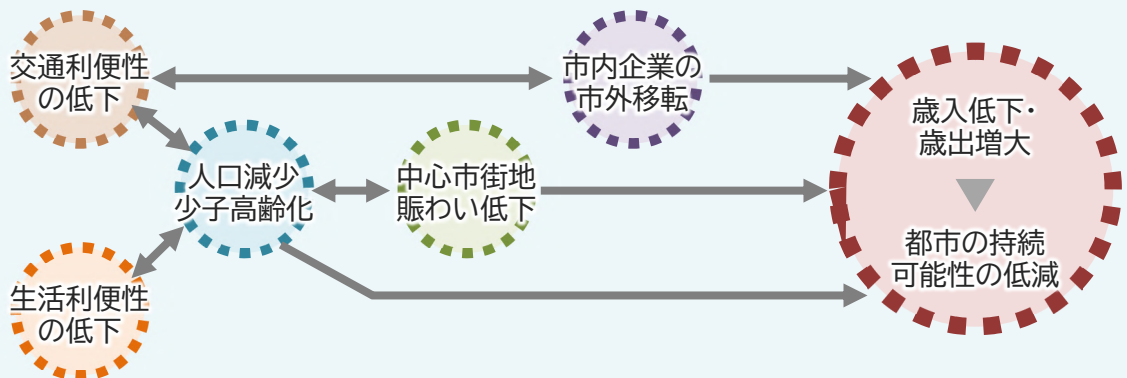 交通利便性
の低下
市内企業の
市外移転
人口減少
少子高齢化
中心市街地
賑わい低下
生活利便性
の低下
歳入低下・
歳出増大
都市の持続
可能性の低減